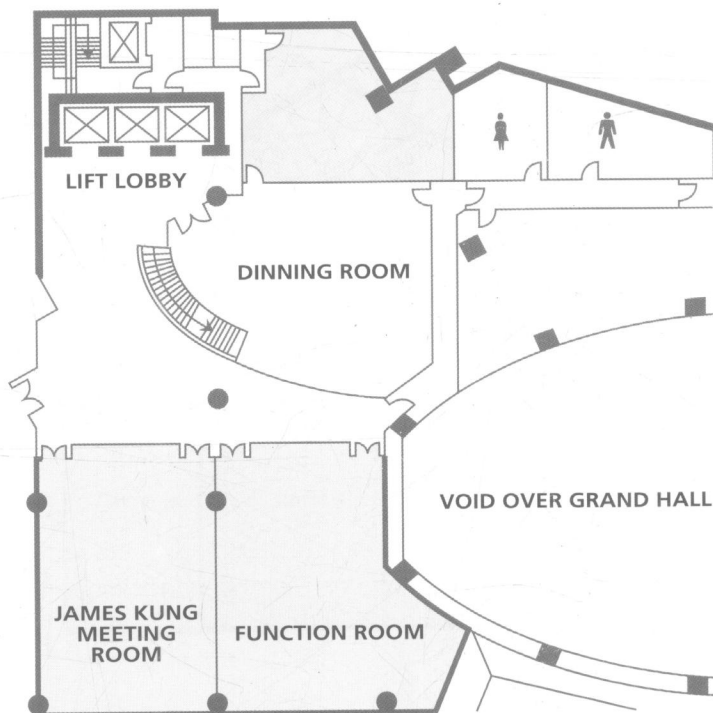 LIFT LOBBY
DINNING ROOM
VOID OVER GRAND HALL
JAMES KUNG
MEETING
ROOM
FUNCTION ROOM